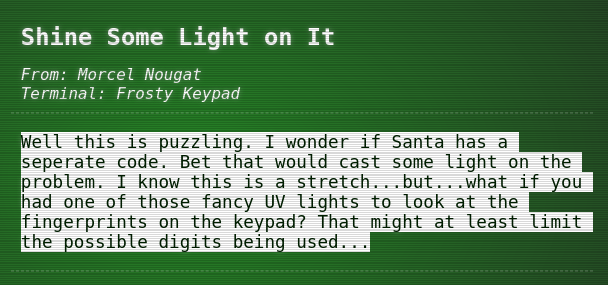 Shine Some Light on It
From: Morcel Nougat
Terminal: Frosty Keypad
Well this is puzzling. I wonder if Santa has a
seperate code. Bet that would cast some light on the
problem. I know this is a stretch...but...what if you
had one of those fancy UV lights to look at the
fingerprints on the keypad? That might at least limit
the possible digits being used...